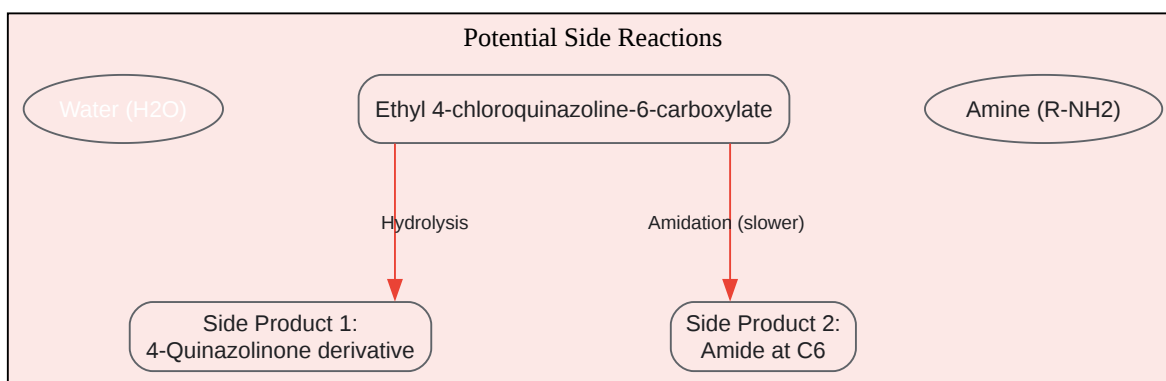 Potential Side Reactions
Water (H2O)
Ethyl 4-chloroquinazoline-6-carboxylate
Amine (R-NH2)
Hydrolysis
Amidation (slower)
Side Product 1:
4-Quinazolinone derivative
Side Product 2:
Amide at C6